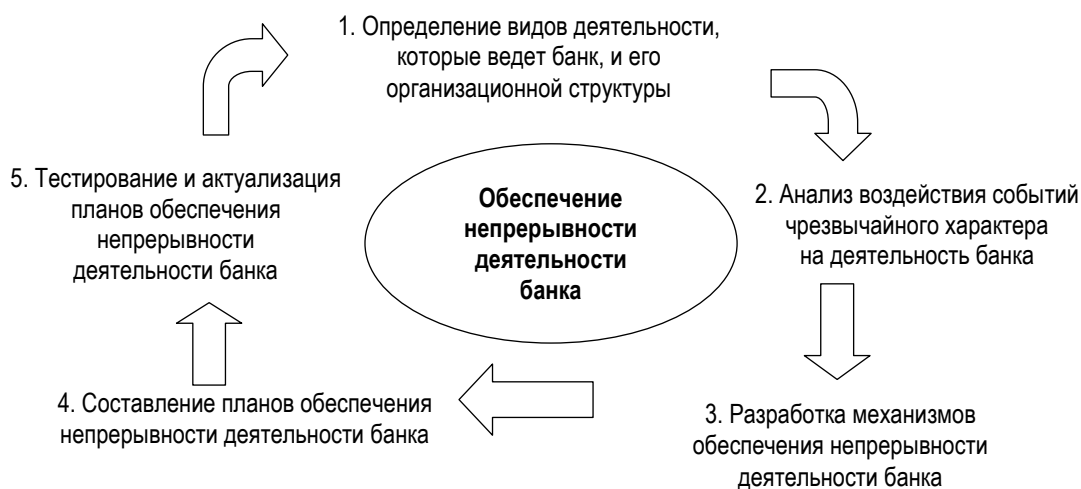 1. Определение видов деятельности,
которые ведет банк, и его
организационной структуры
5. Тестирование и актуализация
планов обеспечения
непрерывности
деятельности банка
Обеспечение
непрерывности
деятельности
банка
2. Анализ воздействия событий
чрезвычайного характера
на деятельность банка
4. Составление планов обеспечения
непрерывности деятельности банка
3. Разработка механизмов
обеспечения непрерывности
деятельности банка